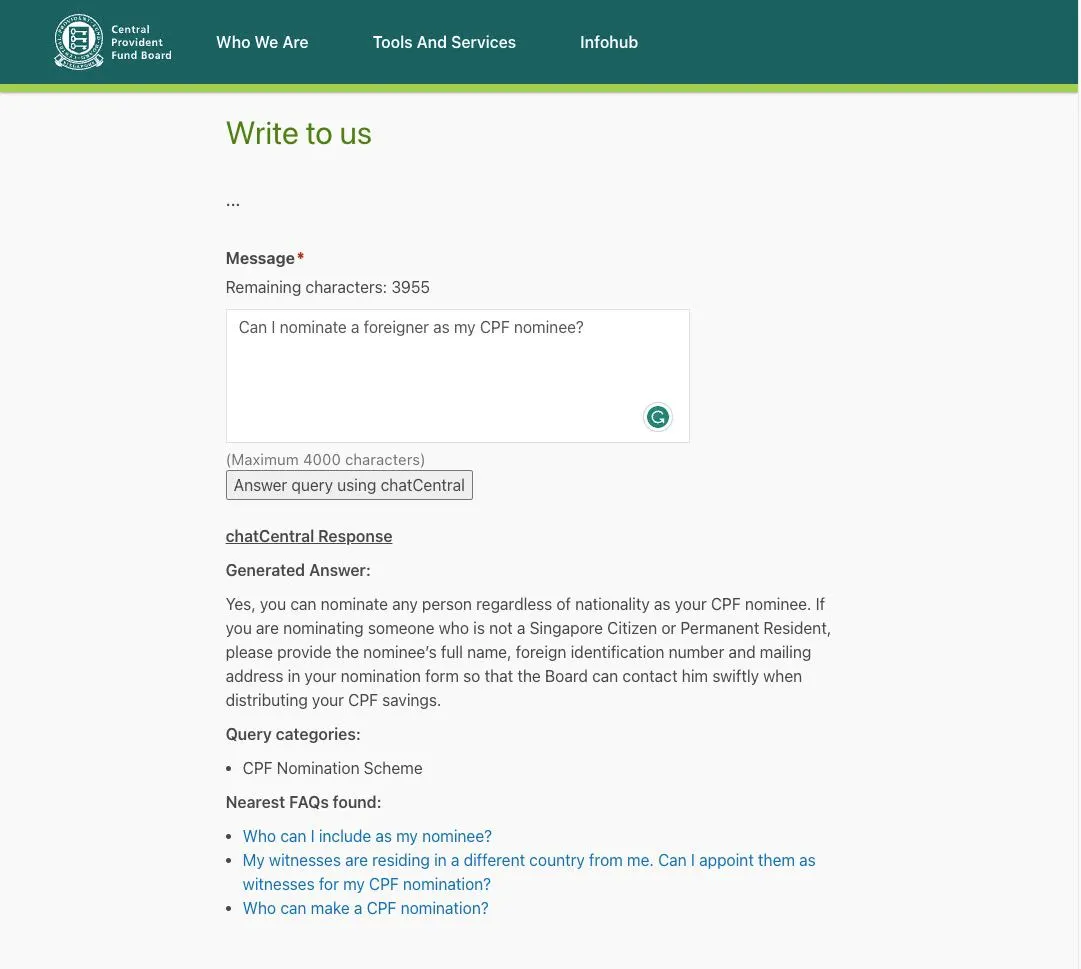 Central
Provident
Fund Board
Who We Are
Tools And Services
Infohub
Write to us
...
Message*
Remaining characters: 3955
Can I nominate a foreigner as my CPF nominee?
(Maximum 4000 characters)
Answer query using chatCentral
chatCentral Response
Generated Answer:
Yes, you can nominate any person regardless of nationality as your CPF nominee. If
you are nominating someone who is not a Singapore Citizen or Permanent Resident,
please provide the nominee’s full name, foreign identification number and mailing
address in your nomination form so that the Board can contact him swiftly when
distributing your CPF savings.
Query categories:
• CPF Nomination Scheme
Nearest FAQs found:
• Who can I include as my nominee?
• My witnesses are residing in a different country from me. Can I appoint them as
witnesses for my CPF nomination?
• Who can make a CPF nomination?